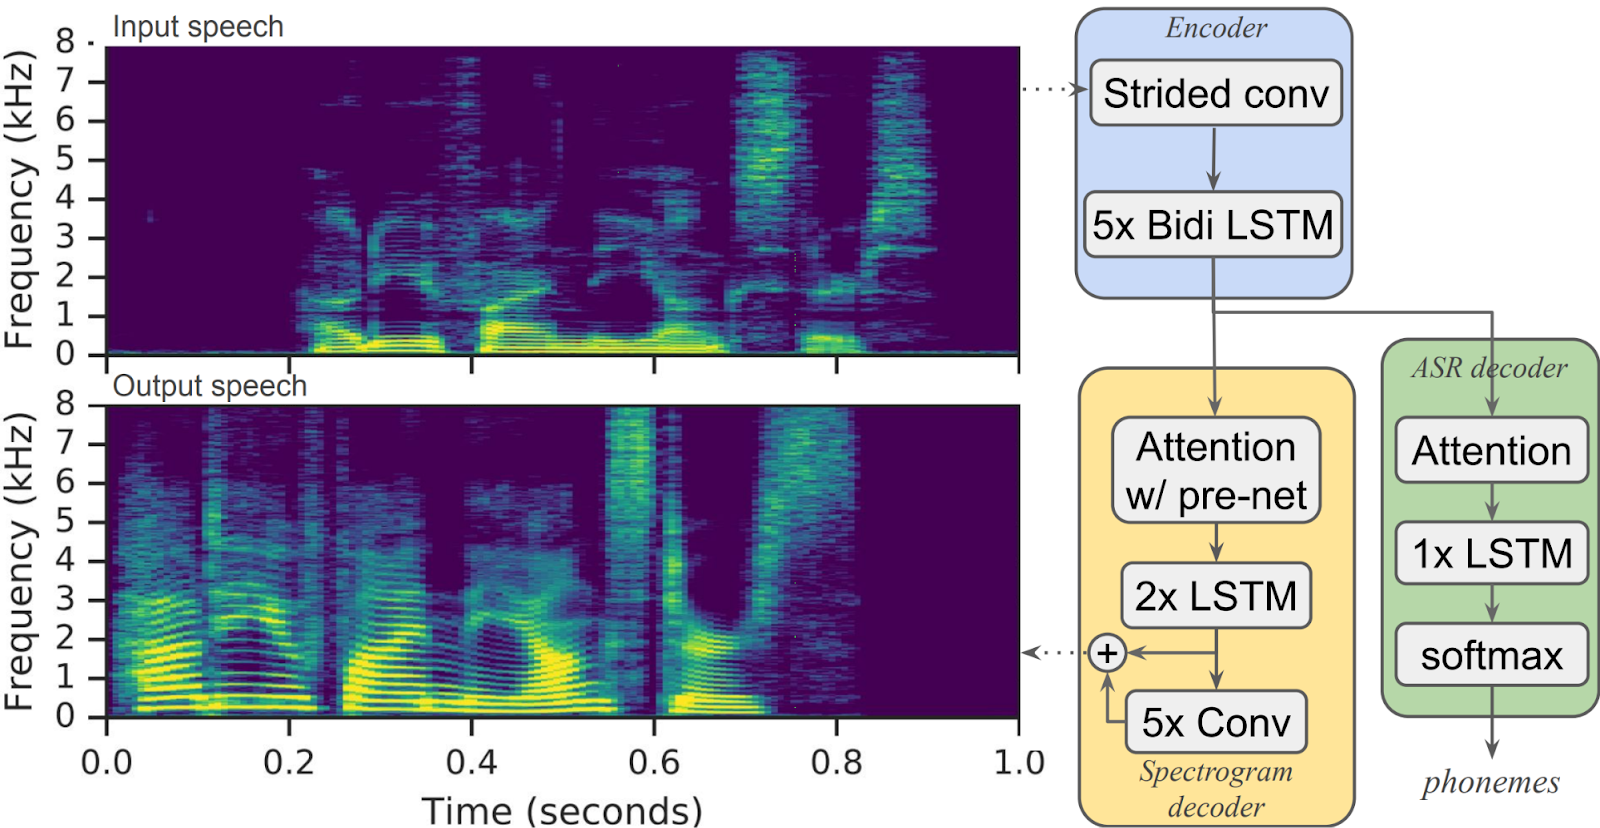 Input speech
8
7
6
5
4
3
2
1
0
Frequency (kHz)
Output speech
8
7
6
5
4
3
2
1
0
Frequency (kHz)
0.0 0.2 0.4 0.6 0.8 1.0
Time (seconds)
Encoder
Strided conv
5x Bidi LSTM
Attention
w/ pre-net
2x LSTM
+
5x Conv
Spectrogram
decoder
ASR decoder
Attention
1x LSTM
softmax
phonemes